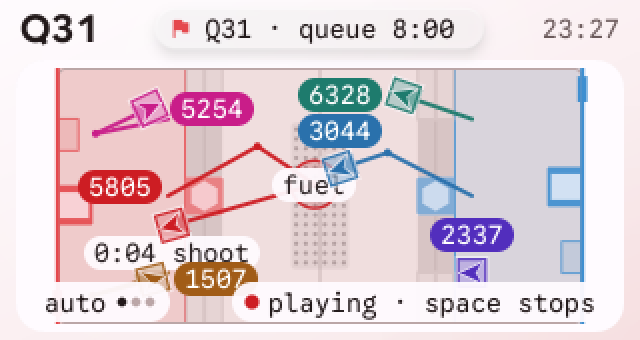 Q31
Q31 · queue 8:00
23:27
5254
6328
3044
5805
fuel
2337
0:04 shoot
1507
auto
playing · space stops